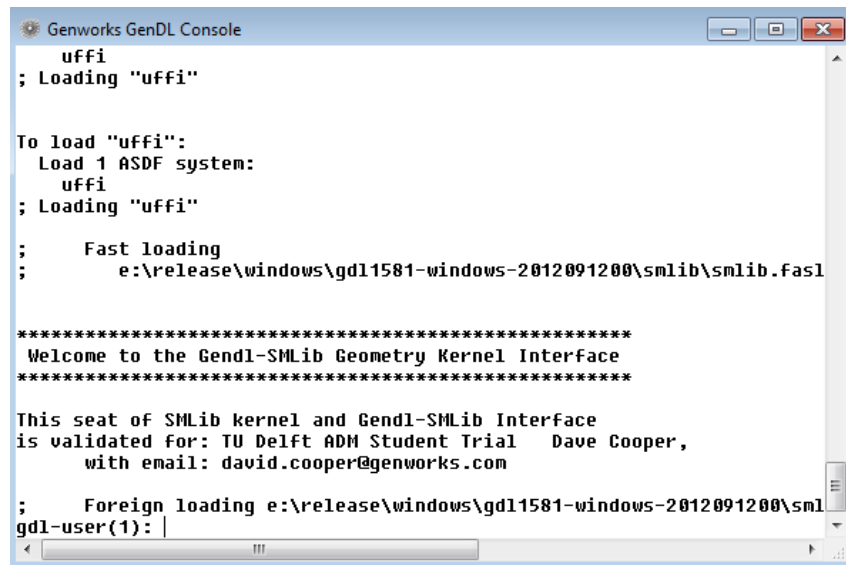 Genworks GenDL Console
uffi
; Loading "uffi"
To load "uffi":
Load 1 ASDF system:
uffi
; Loading "uffi"
; Fast loading
; e:\release\windows\gdl1581-windows-2012091200\smlib\smlib.fasl
*******************************************************
Welcome to the Gendl-SMLib Geometry Kernel Interface
*******************************************************
This seat of SMLib kernel and Gendl-SMLib Interface
is validated for: TU Delft ADM Student Trial Dave Cooper,
with email: david.cooper@genworks.com
; Foreign loading e:\release\windows\gdl1581-windows-2012091200\sml
gdl-user(1):